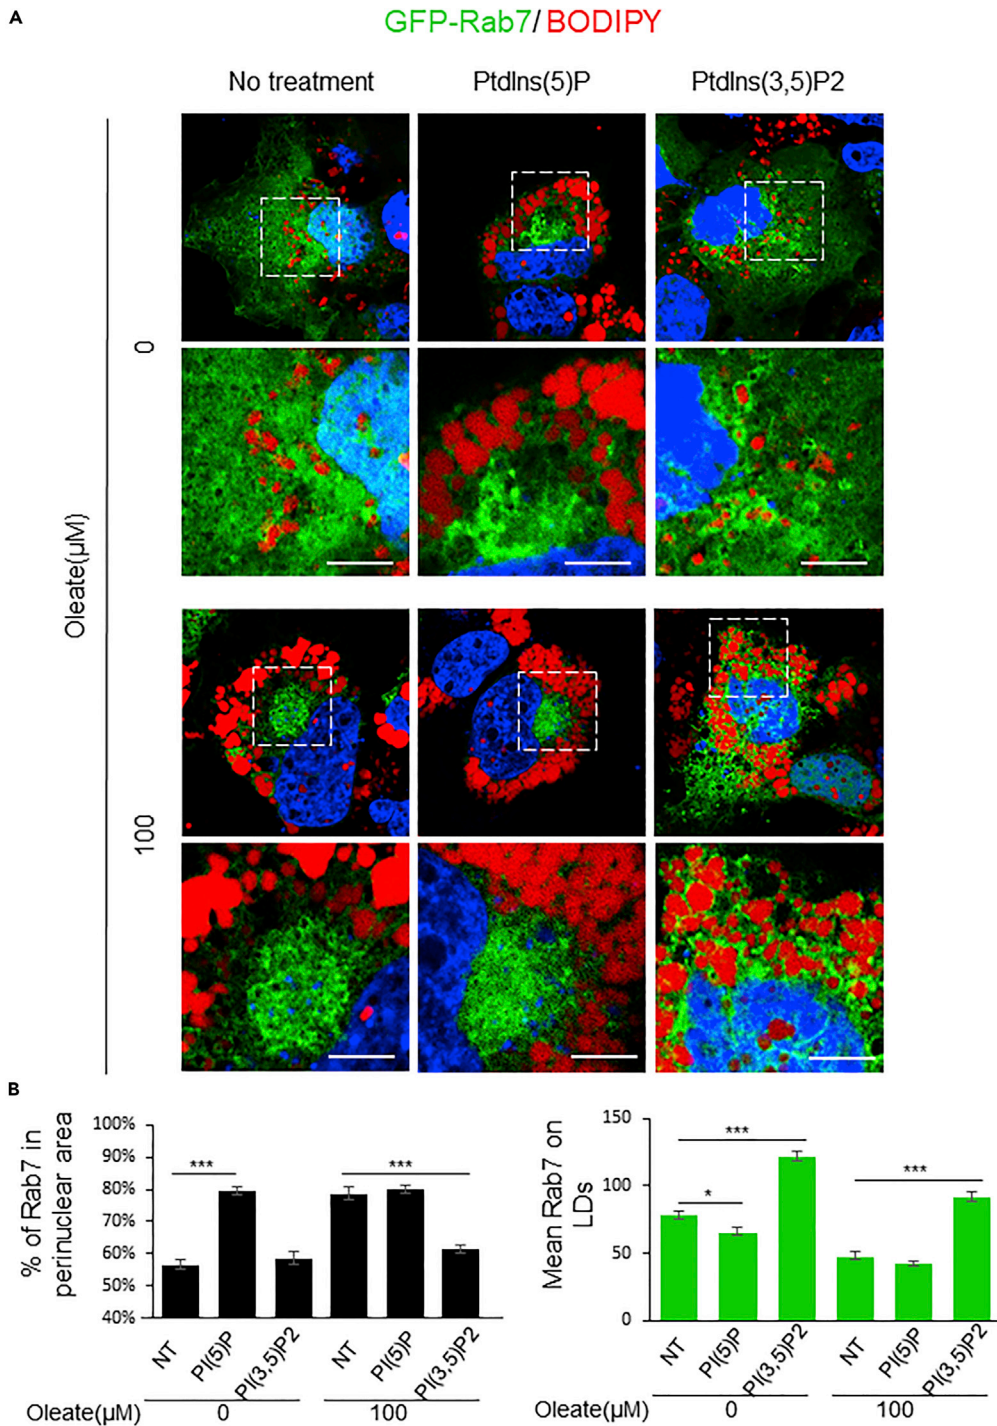 A
GFP-Rab7/BODIPY
No treatment PtdIns(5)P PtdIns(3,5)P2
Oleate(μM)
0
100
B
% of Rab7 in
perinuclear area
100%
90%
80%
70%
60%
50%
40%
***
***
NT PI(5)P PI(3,5)P2 NT PI(5)P PI(3,5)P2
Oleate(μM) 0 100
Mean Rab7 on
LDs
150
100
50
0
***
*
***
NT PI(5)P PI(3,5)P2 NT PI(5)P PI(3,5)P2
Oleate(μM) 0 100